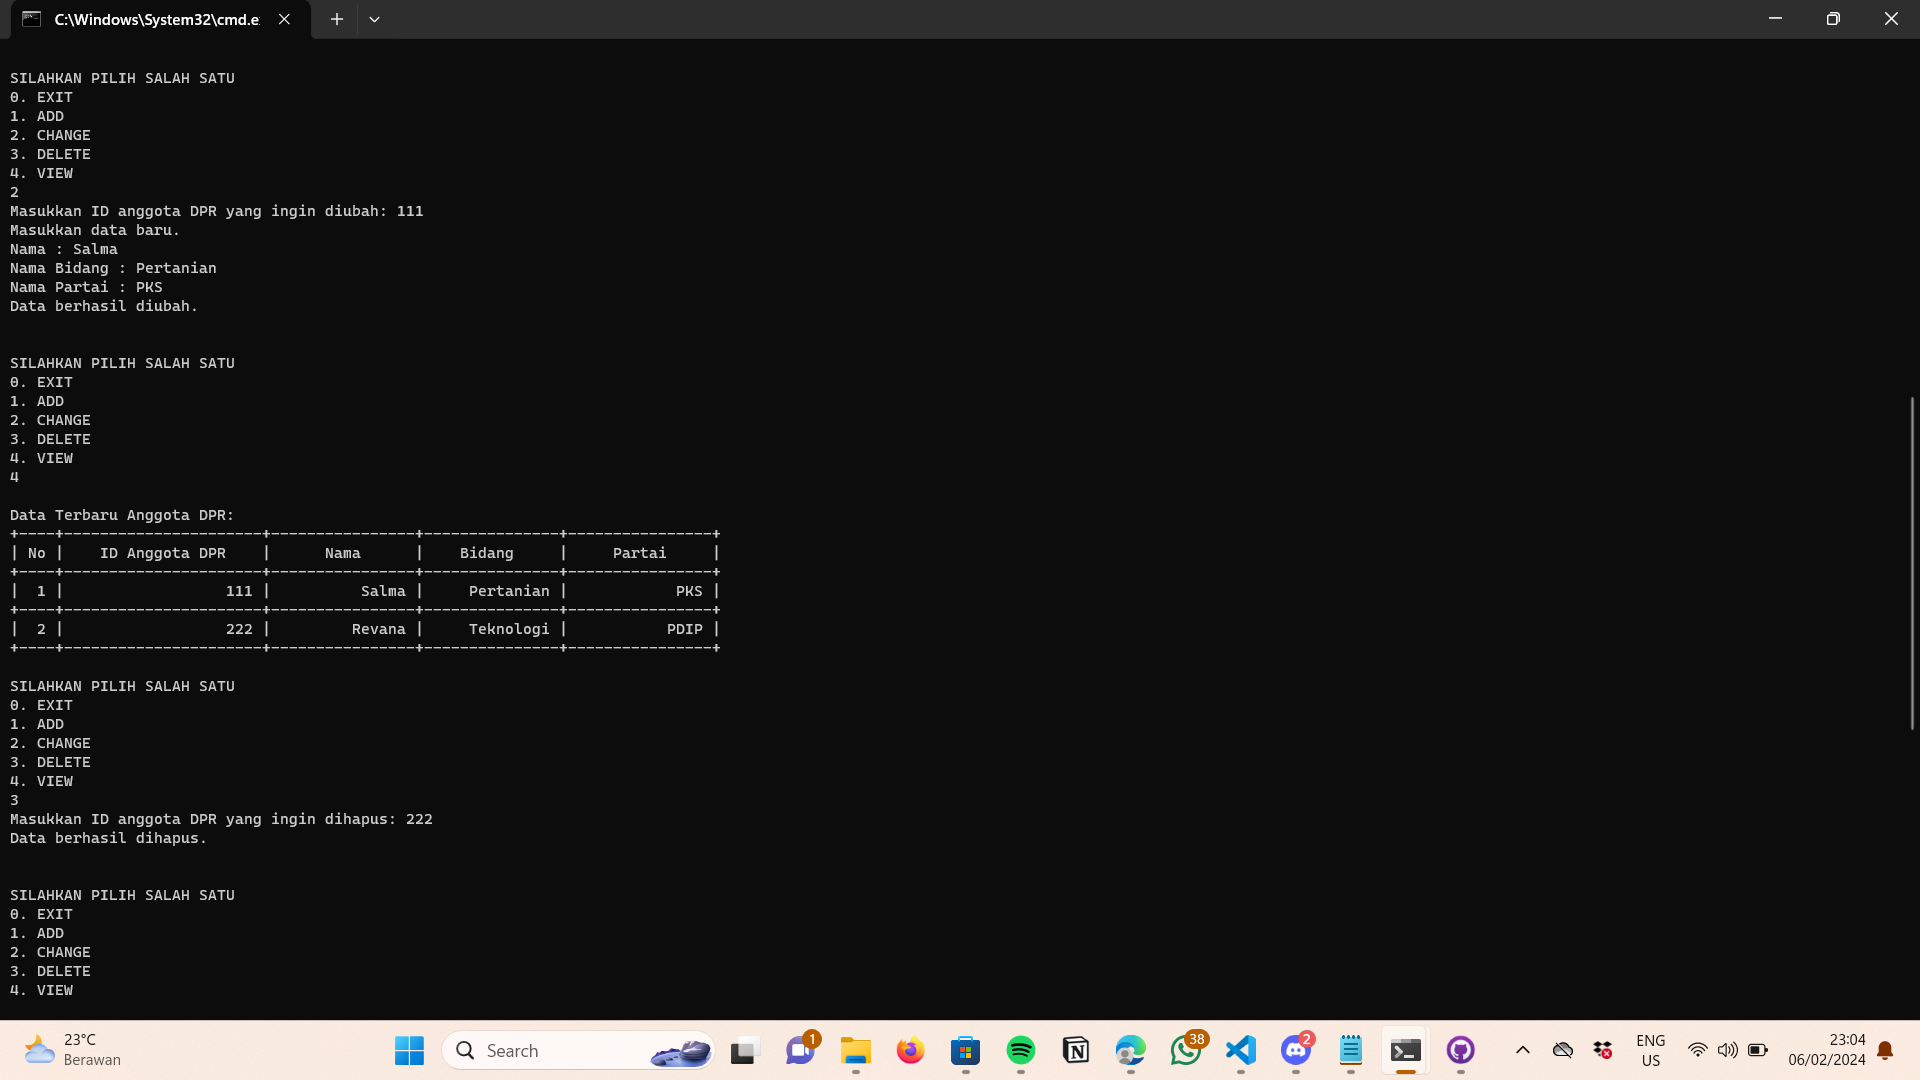 C:\Windows\System32\cmd.e
SILAHKAN PILIH SALAH SATU
0. EXIT
1. ADD
2. CHANGE
3. DELETE
4. VIEW
2
Masukkan ID anggota DPR yang ingin diubah: 111
Masukkan data baru.
Nama : Salma
Nama Bidang : Pertanian
Nama Partai : PKS
Data berhasil diubah.
SILAHKAN PILIH SALAH SATU
0. EXIT
1. ADD
2. CHANGE
3. DELETE
4. VIEW
4
Data Terbaru Anggota DPR:
+----+----------------------+----------------+---------------+----------------+
| No |    ID Anggota DPR    |      Nama      |    Bidang     |     Partai     |
+----+----------------------+----------------+---------------+----------------+
|  1 |                  111 |          Salma |     Pertanian |            PKS |
+----+----------------------+----------------+---------------+----------------+
|  2 |                  222 |         Revana |     Teknologi |           PDIP |
+----+----------------------+----------------+---------------+----------------+
SILAHKAN PILIH SALAH SATU
0. EXIT
1. ADD
2. CHANGE
3. DELETE
4. VIEW
3
Masukkan ID anggota DPR yang ingin dihapus: 222
Data berhasil dihapus.
SILAHKAN PILIH SALAH SATU
0. EXIT
1. ADD
2. CHANGE
3. DELETE
4. VIEW
23°C
Berawan
Search
1
38
2
ENG
US
23:04
06/02/2024